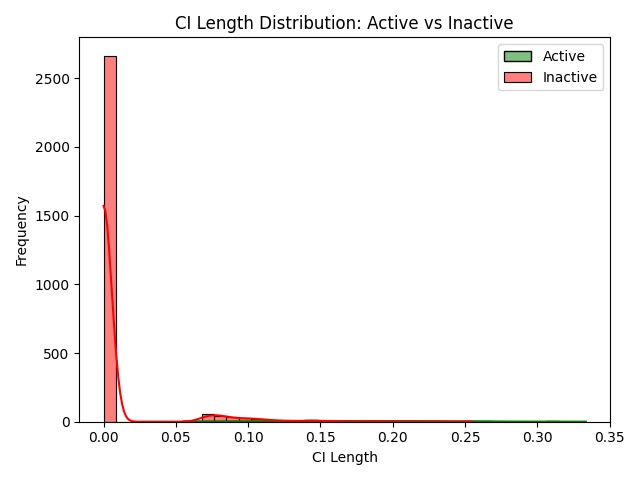 CI Length Distribution: Active vs Inactive
Active
Inactive
Frequency
2500
2000
1500
1000
500
0
0.00 0.05 0.10 0.15 0.20 0.25 0.30 0.35
CI Length